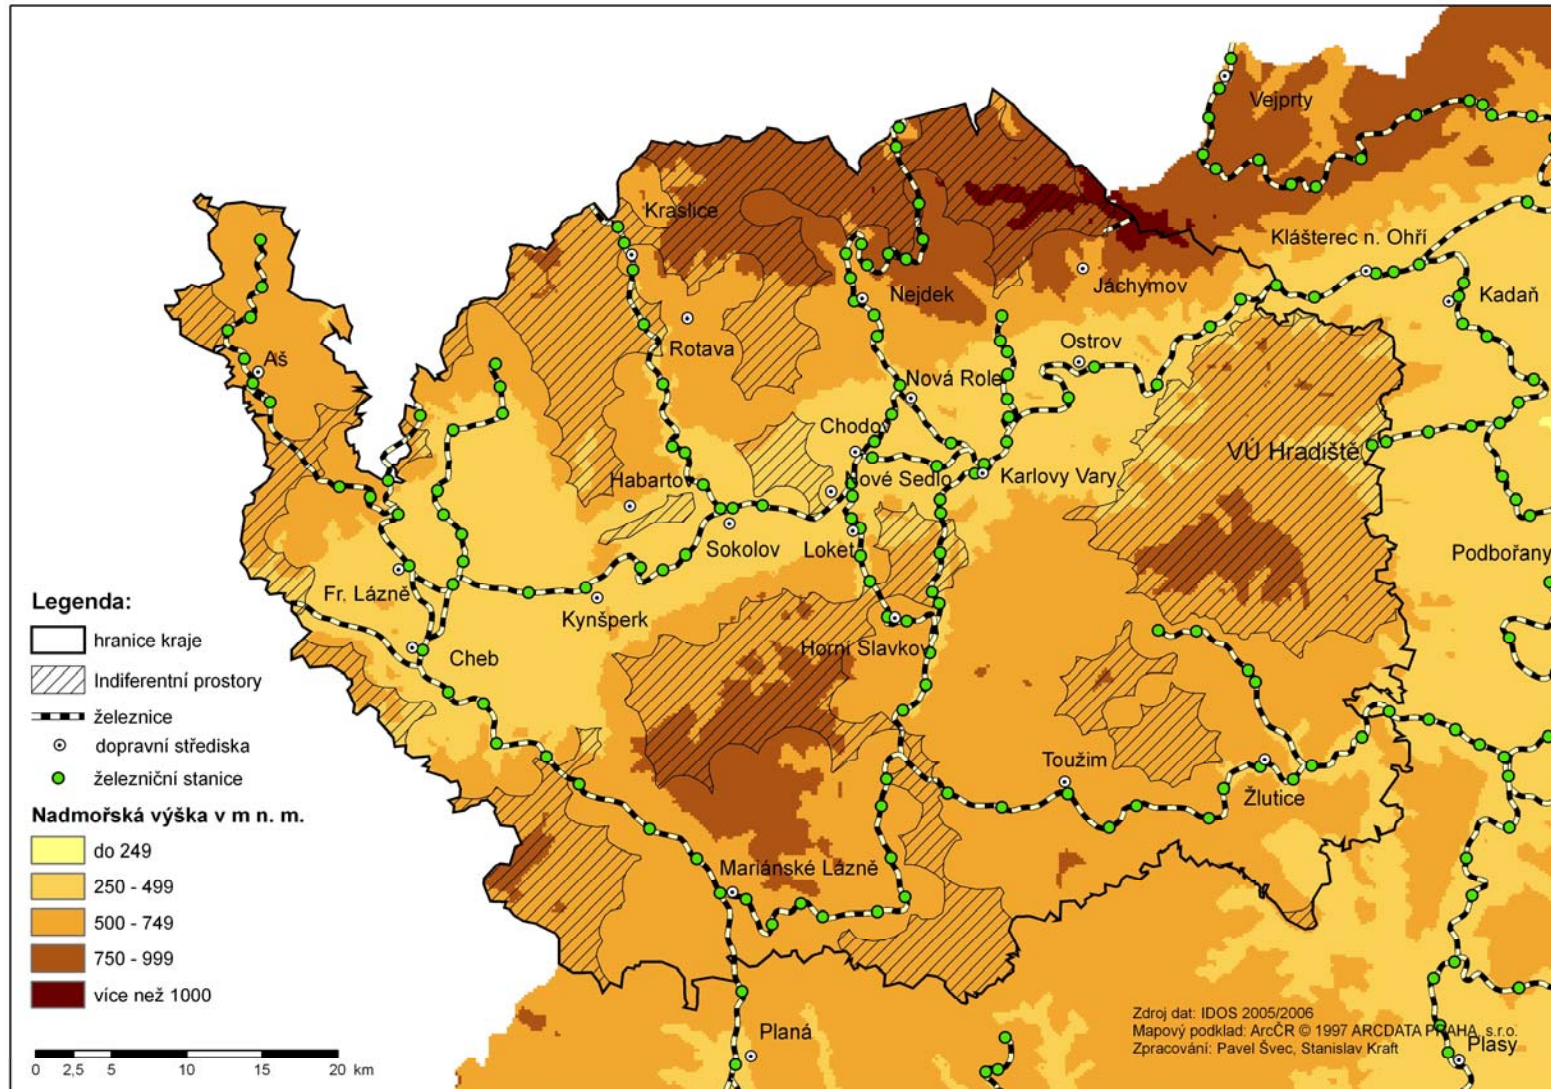 Vejprty
Kraslice
Klášterec n. Ohří
Nejdek
Jáchymov
Kadaň
Rotava
Ostrov
Aš
Nová Role
Chodov
VÚ Hradiště
Habartov
Nové Sedlo
Karlovy Vary
Sokolov
Loket
Podbořany
Fr. Lázně
Kynšperk
Horní Slavkov
Cheb
Toužim
Žlutice
Mariánské Lázně
Planá
Plasy
Legenda:
hranice kraje
Indiferentní prostory
železnice
dopravní střediska
železniční stanice
Nadmořská výška v m n. m.
do 249
250 - 499
500 - 749
750 - 999
více než 1000
0 2,5 5 10 15 20 km
Zdroj dat: IDOS 2005/2006
Mapový podklad: ArcČR © 1997 ARCDATA PRAHA, s.r.o.
Zpracování: Pavel Švec, Stanislav Kraft